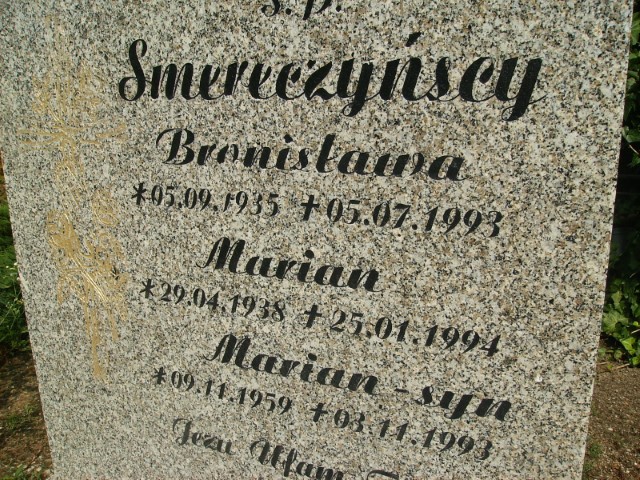 ś.p.
Smereczyńscy
Bronisława
*05.09.1935 +05.07.1993
Marian
*29.04.1938 +25.01.1994
Marian - syn
*09.11.1959 +03.11.1993
Jezu Ufam